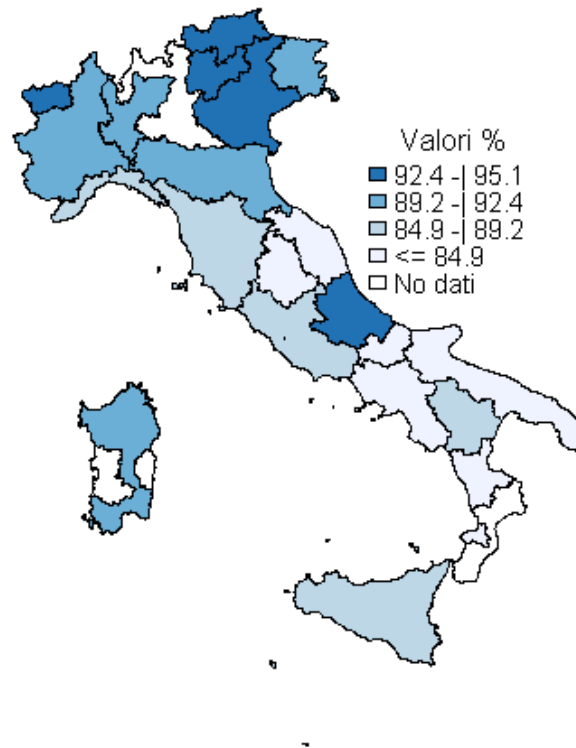 Valori %
92.4 -| 95.1
89.2 -| 92.4
84.9 -| 89.2
<= 84.9
No dati